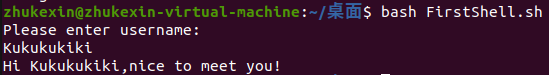 zhukexin@zhukexin-virtual-machine:~/桌面$ bash FirstShell.sh
Please enter username:
Kukukukiki
Hi Kukukukiki,nice to meet you!